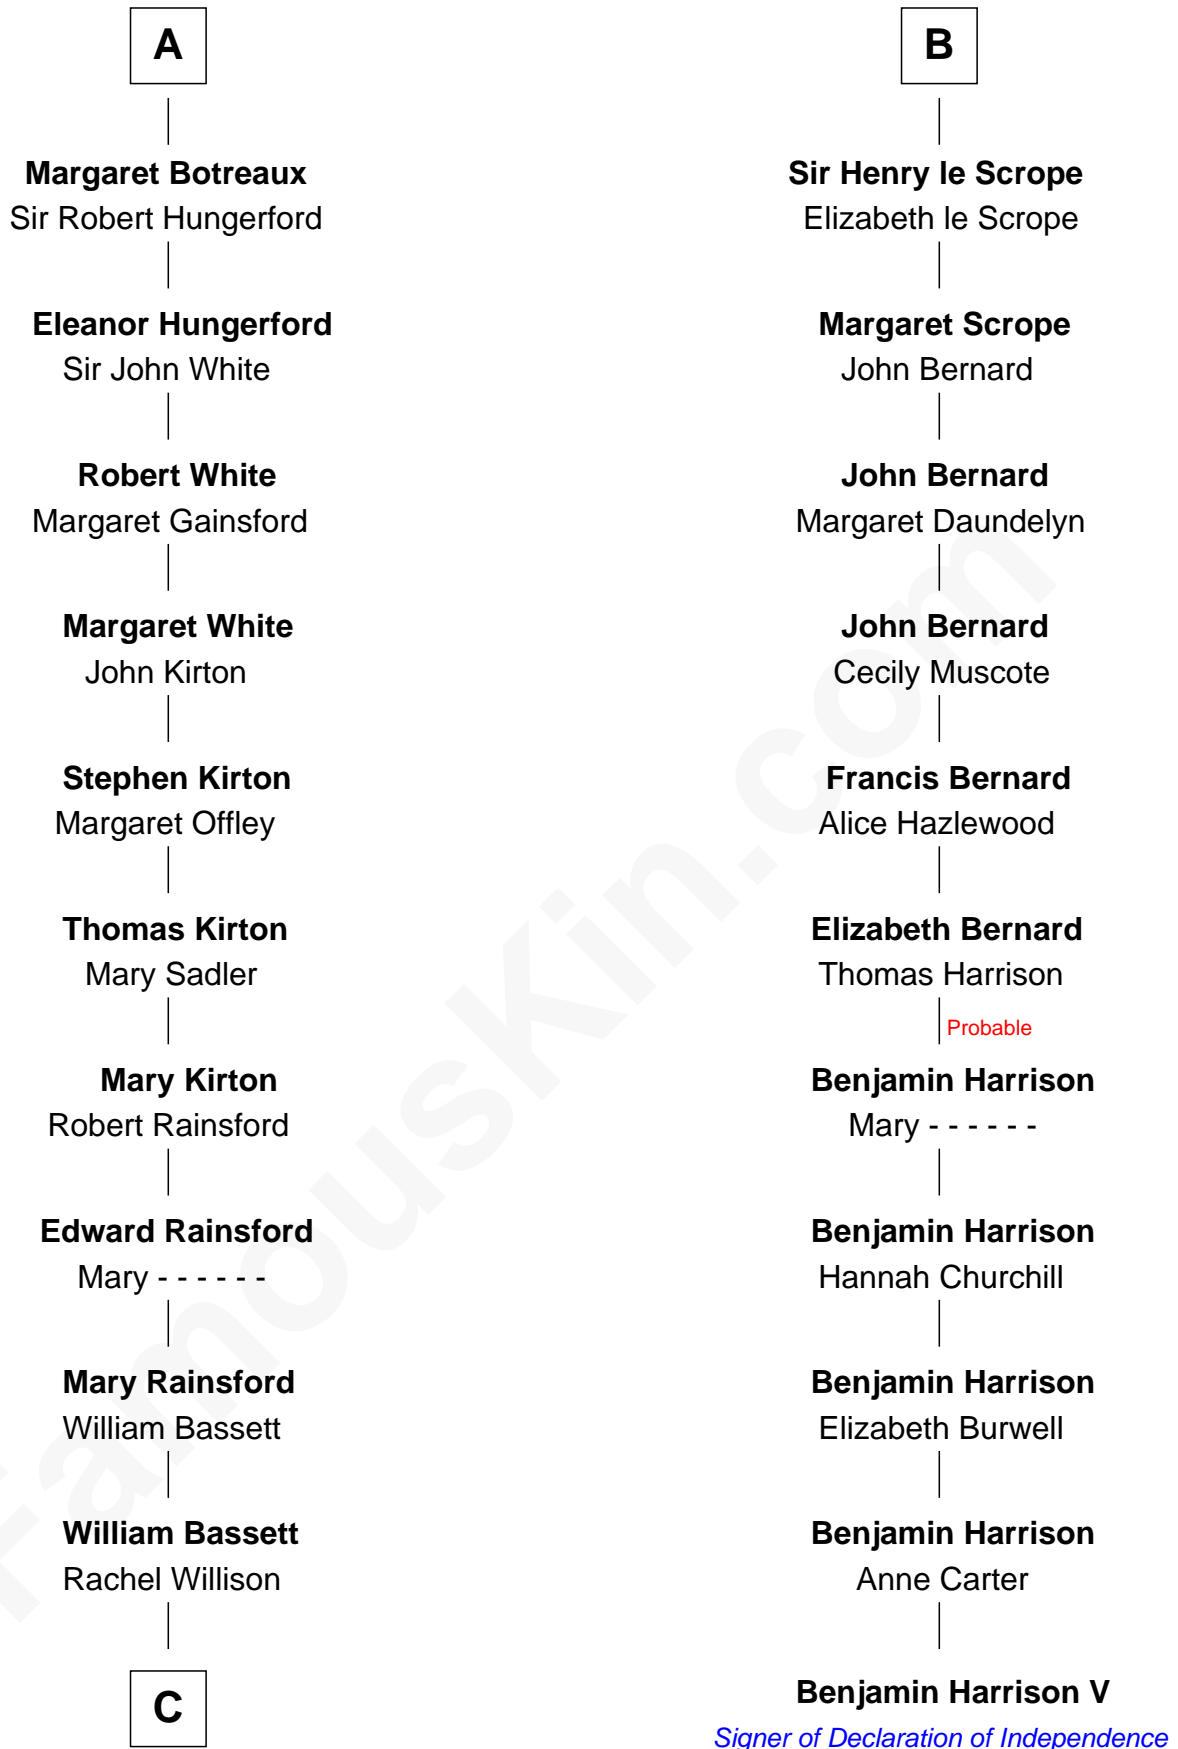 A
Margaret Botreaux
Sir Robert Hungerford
Eleanor Hungerford
Sir John White
Robert White
Margaret Gainsford
Margaret White
John Kirton
Stephen Kirton
Margaret Offley
Thomas Kirton
Mary Sadler
Mary Kirton
Robert Rainsford
Edward Rainsford
Mary - - - - - -
Mary Rainsford
William Bassett
William Bassett
Rachel Willison
C
B
Sir Henry le Scrope
Elizabeth le Scrope
Margaret Scrope
John Bernard
John Bernard
Margaret Daundelyn
John Bernard
Cecily Muscote
Francis Bernard
Alice Hazlewood
Elizabeth Bernard
Thomas Harrison
Probable
Benjamin Harrison
Mary - - - - - -
Benjamin Harrison
Hannah Churchill
Benjamin Harrison
Elizabeth Burwell
Benjamin Harrison
Anne Carter
Benjamin Harrison V
Signer of Declaration of Independence
FamousKin.com